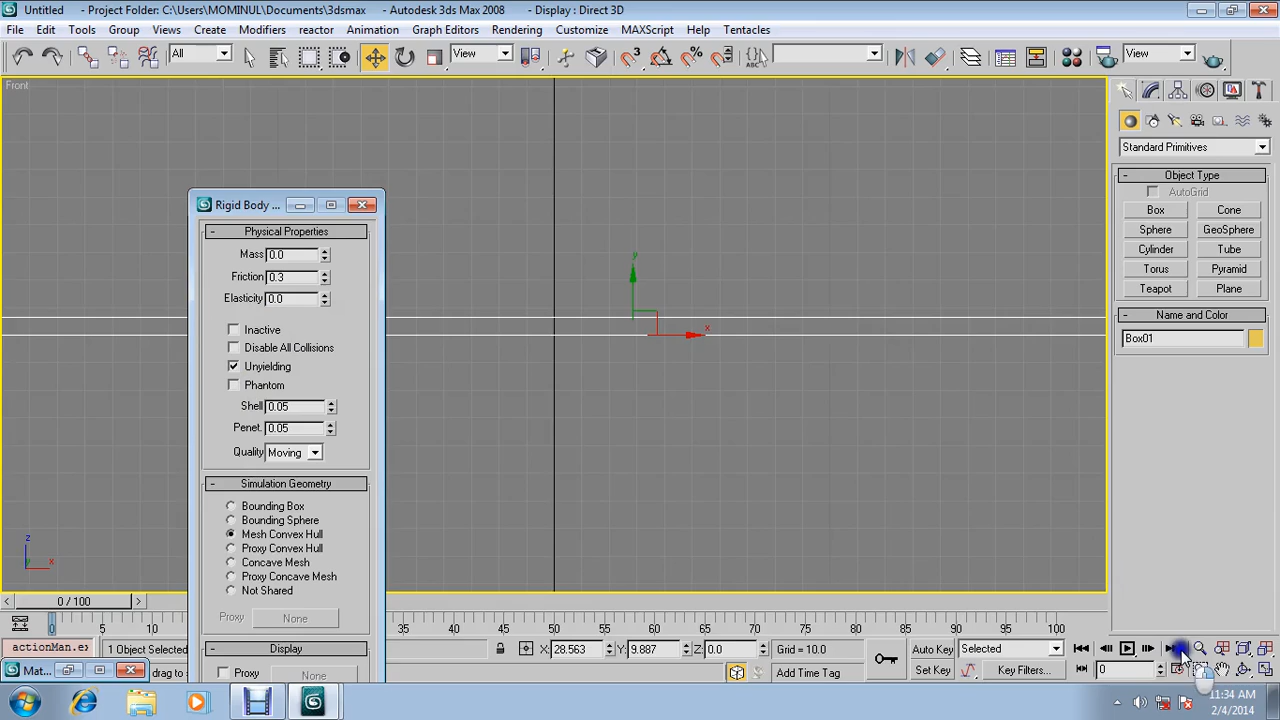 Untitled - Project Folder: C:\Users\MOMINUL\Documents\3dsmax - Autodesk 3ds Max 2008 - Display : Direct 3D
File Edit Tools Group Views Create Modifiers reactor Animation Graph Editors Rendering Customize MAXScript Help Tentacles
All View View
Front
Rigid Body ...
Physical Properties
Mass 0.0
Friction 0.3
Elasticity 0.0
Inactive
Disable All Collisions
Unyielding
Phantom
Shell 0.05
Penet. 0.05
Quality Moving
Simulation Geometry
Bounding Box
Bounding Sphere
Mesh Convex Hull
Proxy Convex Hull
Concave Mesh
Proxy Concave Mesh
Not Shared
Proxy None
Display
Proxy None
y
x
z
x
Standard Primitives
Object Type
AutoGrid
Box Cone
Sphere GeoSphere
Cylinder Tube
Torus Pyramid
Teapot Plane
Name and Color
Box01
0 / 100
0 5 10 35 40 45 50 55 60 65 70 75 80 85 90 95 100
actionMan.ex 1 Object Selected X: 28.563 Y: 9.887 Z: 0.0 Grid = 10.0 Auto Key Selected
Mat... drag to Add Time Tag Set Key Key Filters... 0
11:34 AM
2/4/2014